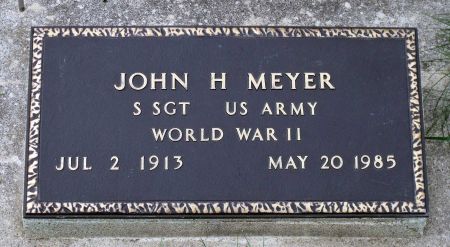 JOHN H MEYER
S SGT US ARMY
WORLD WAR II
JUL 2 1913 MAY 20 1985